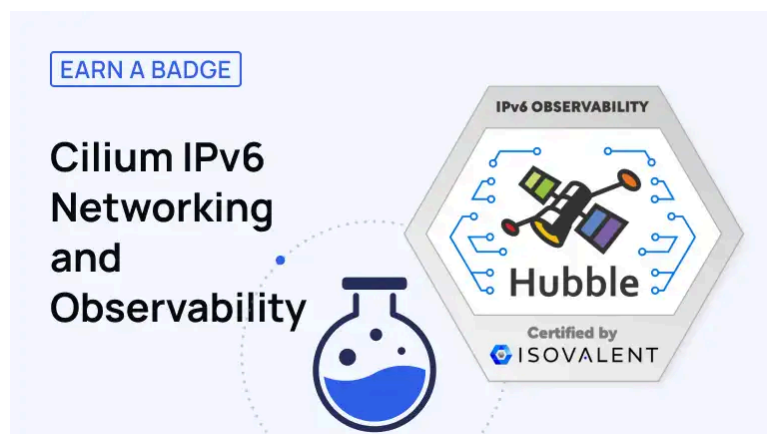 EARN A BADGE
Cilium IPv6
Networking
and
Observability
IPv6 OBSERVABILITY
Hubble
Certified by
ISOVALENT